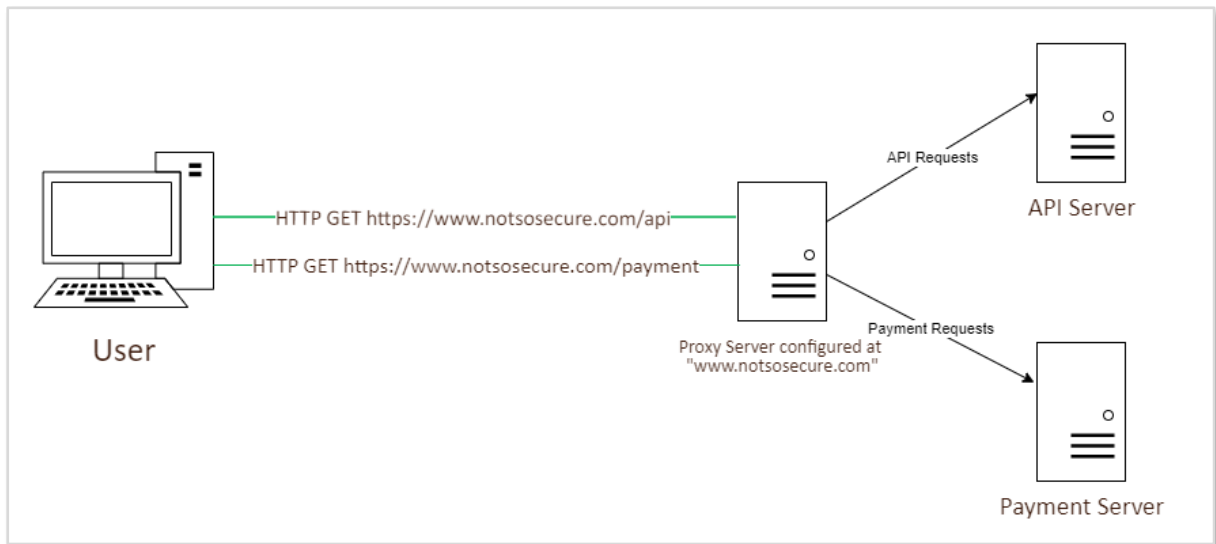 HTTP GET https://www.notsosecure.com/api
HTTP GET https://www.notsosecure.com/payment
User
Proxy Server configured at
"www.notsosecure.com"
API Requests
API Server
Payment Requests
Payment Server